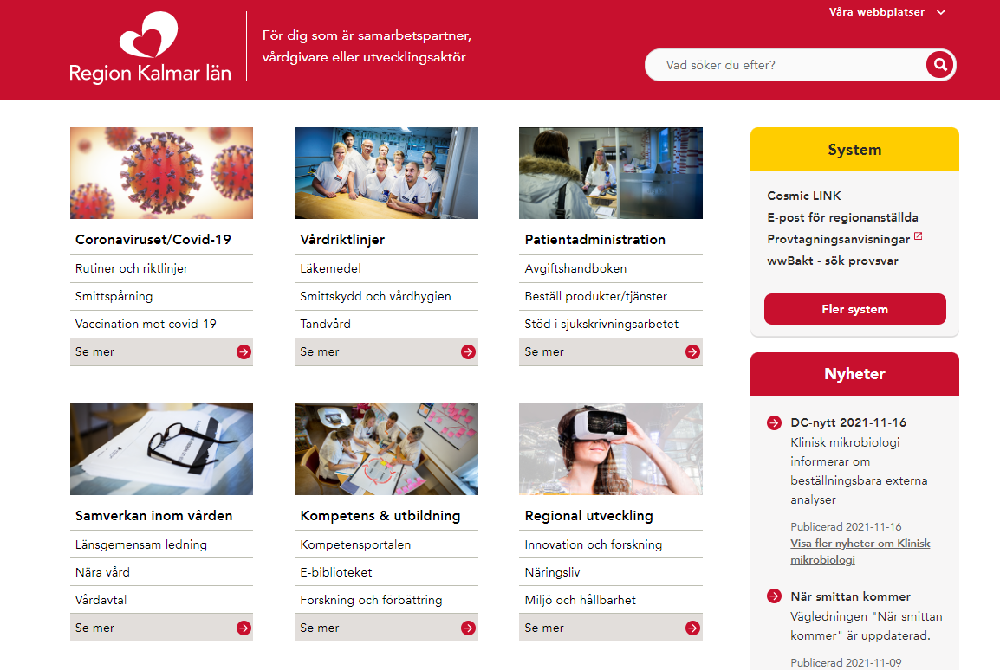 Våra webbplatser
Region Kalmar län
För dig som är samarbetspartner,
vårdgivare eller utvecklingsaktör
Vad söker du efter?
Coronaviruset/Covid-19
Rutiner och riktlinjer
Smittspårning
Vaccination mot covid-19
Se mer
Vårdriktlinjer
Läkemedel
Smittskydd och vårdhygien
Tandvård
Se mer
Patientadministration
Avgiftshandboken
Beställ produkter/tjänster
Stöd i sjukskrivningsarbetet
Se mer
Samverkan inom vården
Länsgemensam ledning
Nära vård
Vårdavtal
Se mer
Kompetens & utbildning
Kompetensportalen
E-biblioteket
Forskning och förbättring
Se mer
Regional utveckling
Innovation och forskning
Näringsliv
Miljö och hållbarhet
Se mer
System
Cosmic LINK
E-post för regionanställda
Provtagningsanvisningar
wwBakt - sök provsvar
Fler system
Nyheter
DC-nytt 2021-11-16
Klinisk mikrobiologi
informerar om
beställningsbara externa
analyser
Publicerad 2021-11-16
Visa fler nyheter om Klinisk
mikrobiologi
När smittan kommer
Vägledningen "När smittan
kommer" är uppdaterad.
Publicerad 2021-11-09